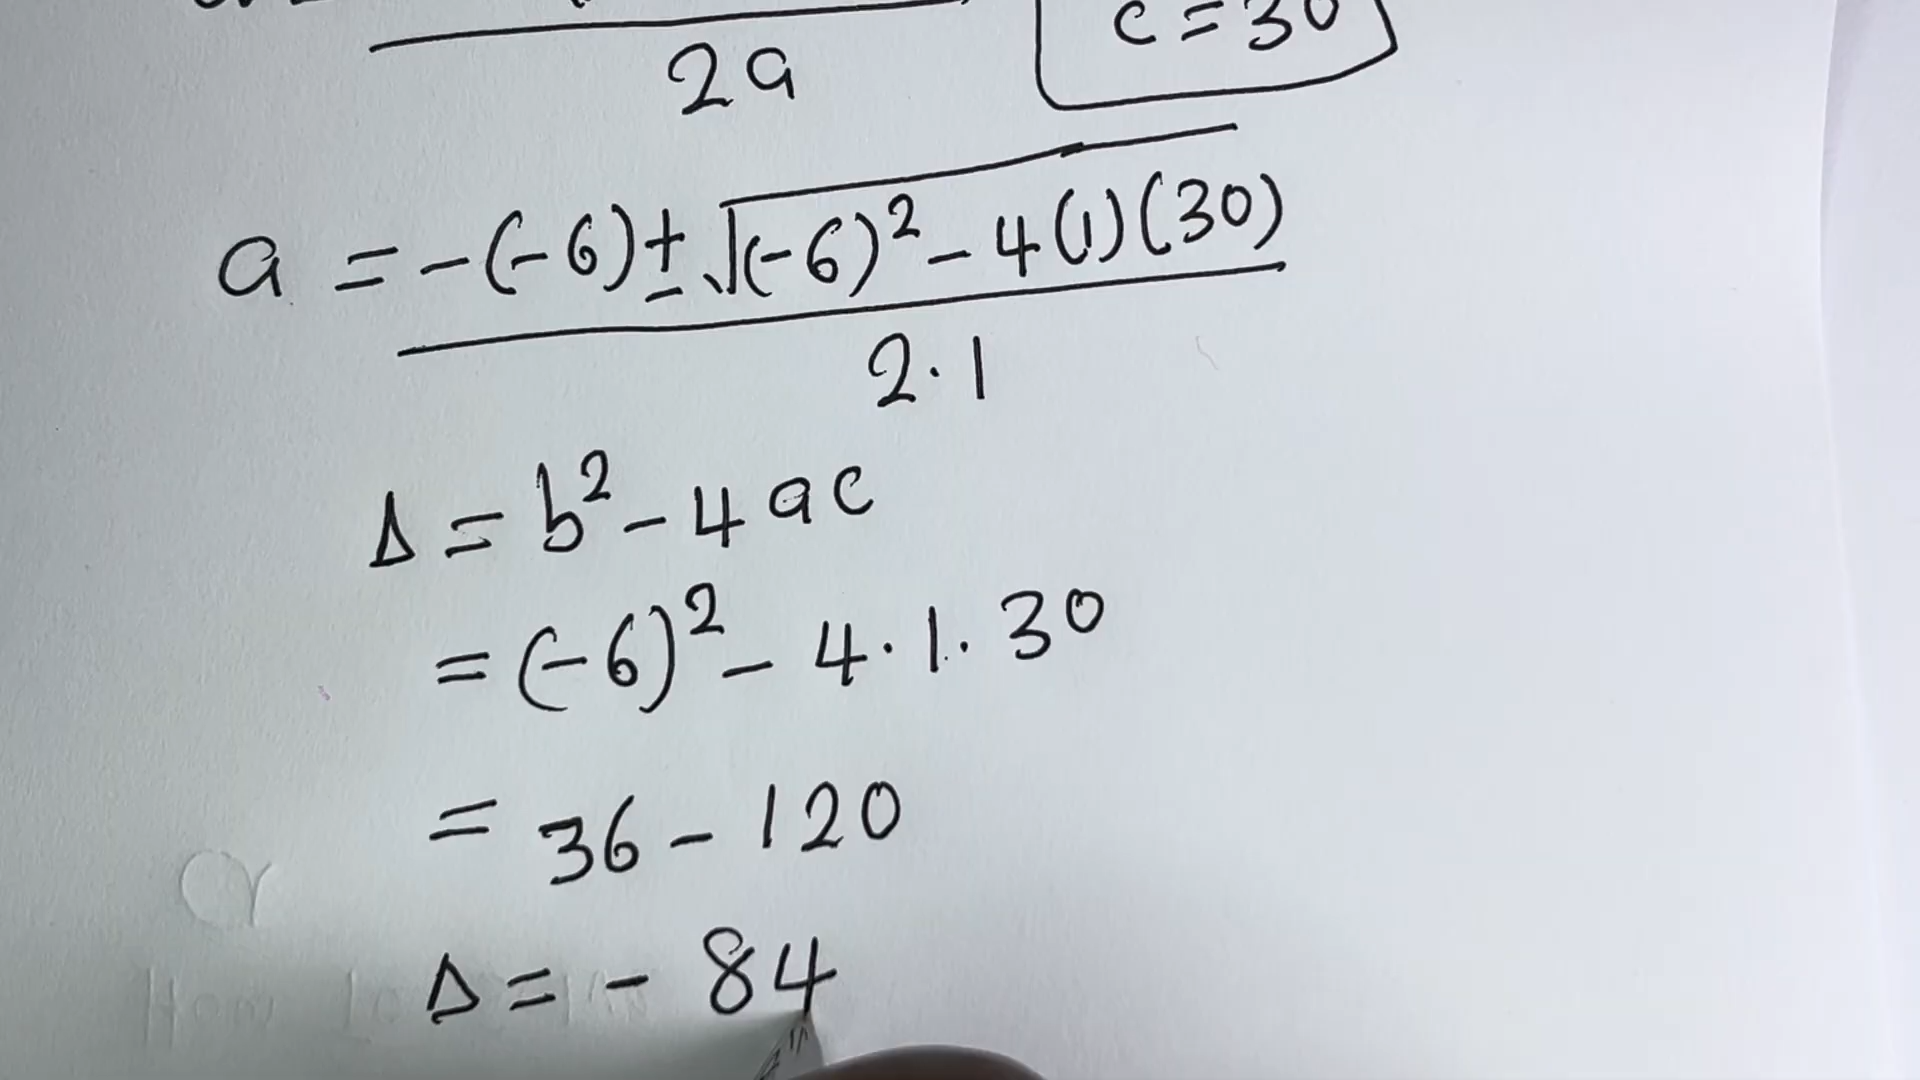 c = 30
2a
a = -(-6) ± √(-6)² - 4(1)(30)
2·1
Δ = b² - 4ac
= (-6)² - 4·1·30
= 36 - 120
Δ = - 84